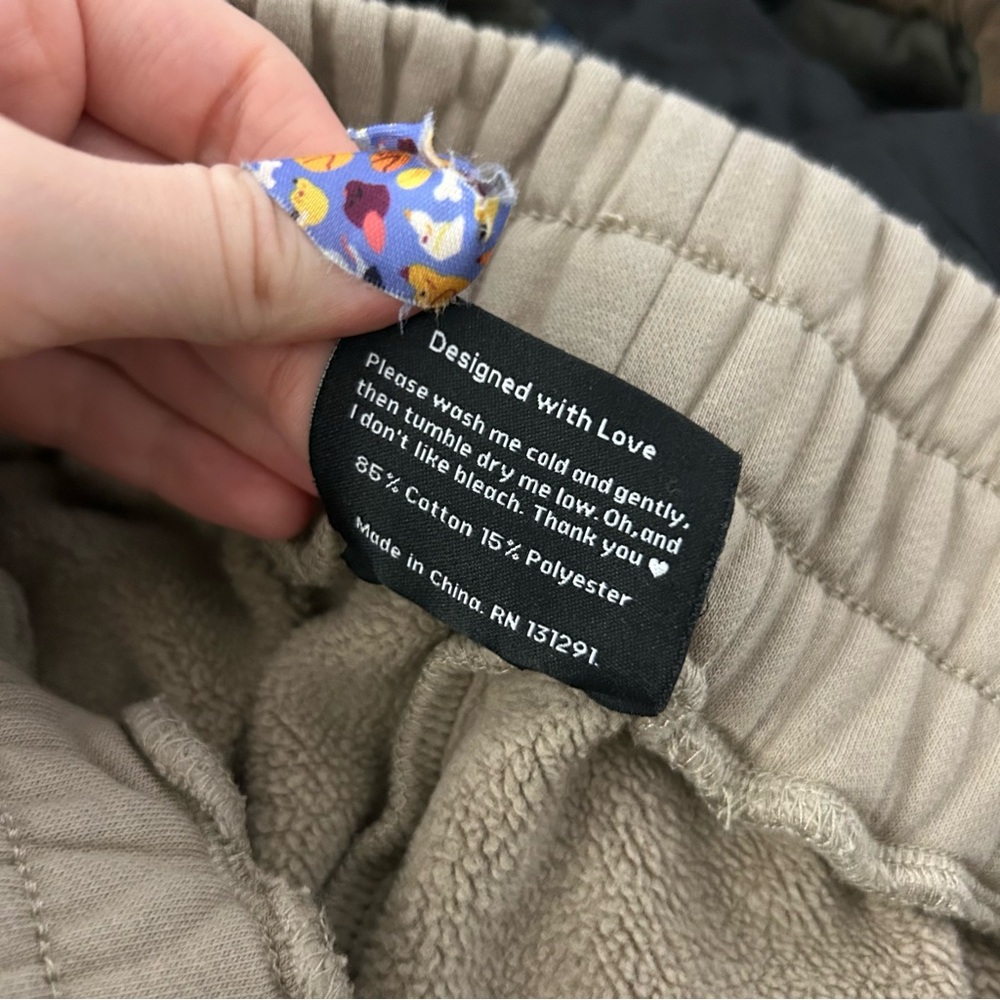 Designed with Love
Please wash me cold and gently,
then tumble dry me low. Oh, and
I don't like bleach. Thank you ♥
85% Cotton 15% Polyester
Made in China. RN 131291.